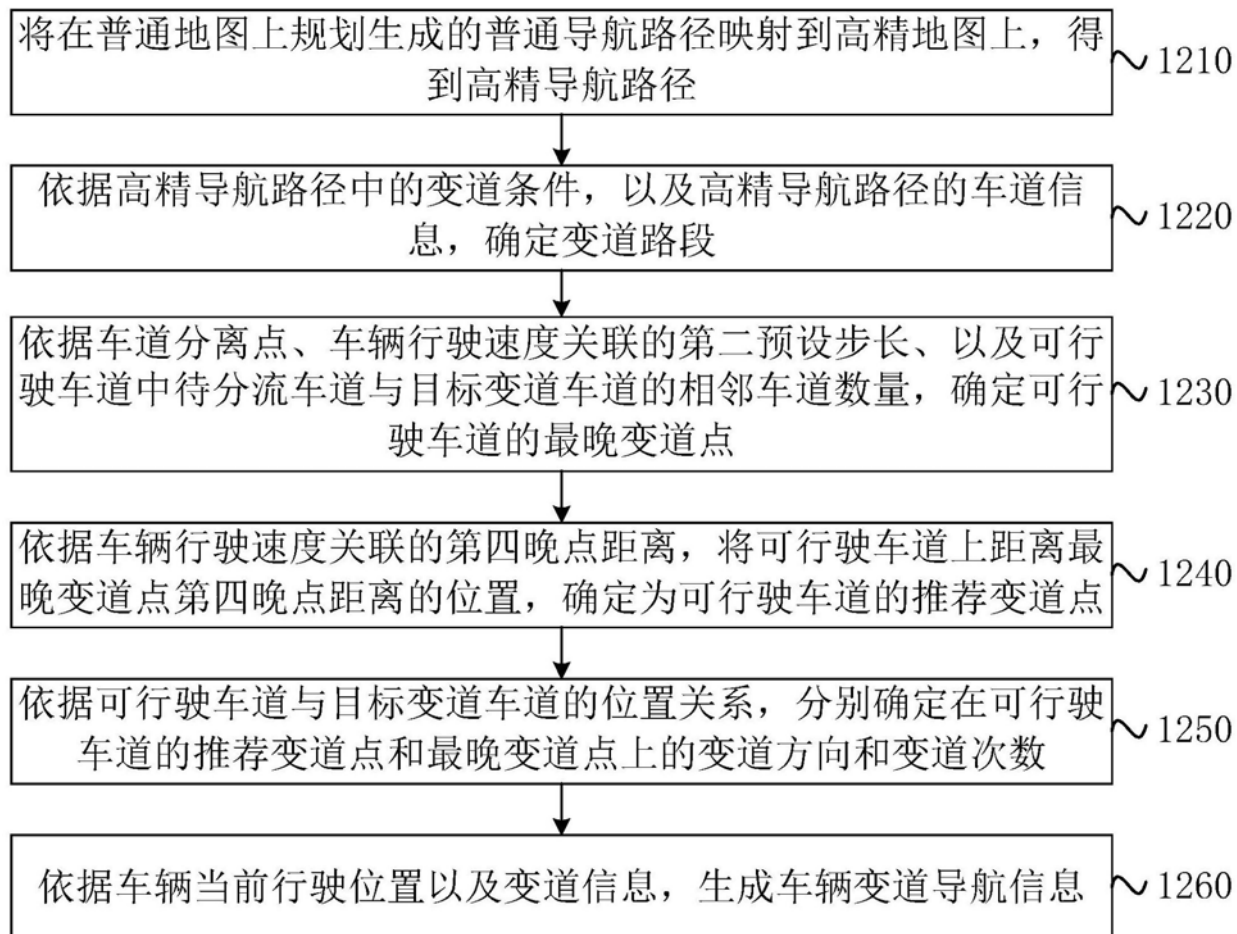 将在普通地图上规划生成的普通导航路径映射到高精地图上，得
到高精导航路径
1210
依据高精导航路径中的变道条件，以及高精导航路径的车道信
息，确定变道路段
1220
依据车道分离点、车辆行驶速度关联的第二预设步长、以及可行
驶车道中待分流车道与目标变道车道的相邻车道数量，确定可行
驶车道的最晚变道点
1230
依据车辆行驶速度关联的第四晚点距离，将可行驶车道上距离最
晚变道点第四晚点距离的位置，确定为可行驶车道的推荐变道点
1240
依据可行驶车道与目标变道车道的位置关系，分别确定在可行驶
车道的推荐变道点和最晚变道点上的变道方向和变道次数
1250
依据车辆当前行驶位置以及变道信息，生成车辆变道导航信息
1260